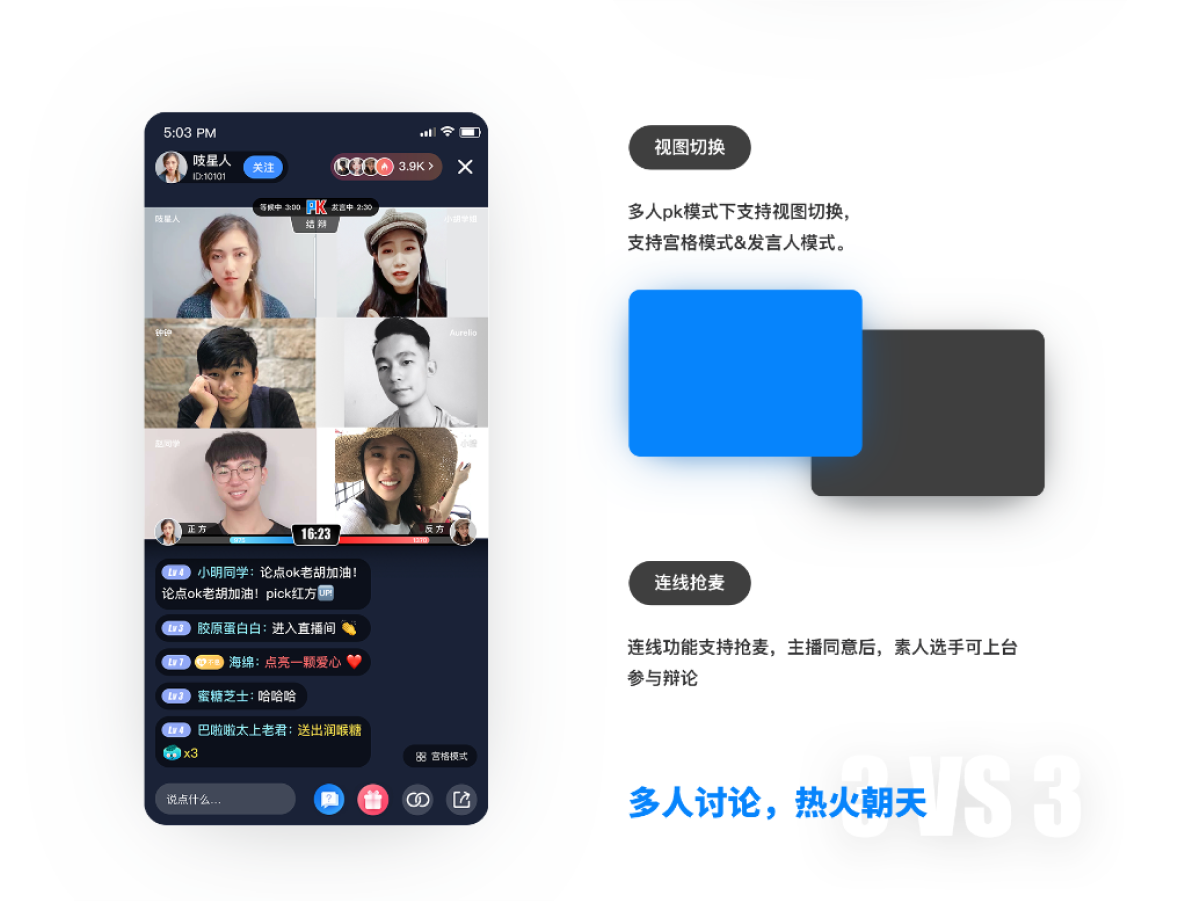 5:03 PM
吱星人
ID:10101
关注
3.9K
等候中 3:00 PK 发言中 2:30
结辩
吱星人
钟钟
Aurelio
赵同学
正方
16:23
反方
875
1370
Lv 4 小明同学：论点ok老胡加油！
论点ok老胡加油！pick红方UP!
Lv 3 胶原蛋白白：进入直播间 👏
Lv 7 海绵：点亮一颗爱心 ❤️
Lv 3 蜜糖芝士：哈哈哈
Lv 4 巴啦啦太上老君：送出润喉糖
x3
宫格模式
说点什么...
视图切换
多人pk模式下支持视图切换，
支持宫格模式&发言人模式。
连线抢麦
连线功能支持抢麦，主播同意后，素人选手可上台
参与辩论
多人讨论，热火朝天
3 VS 3